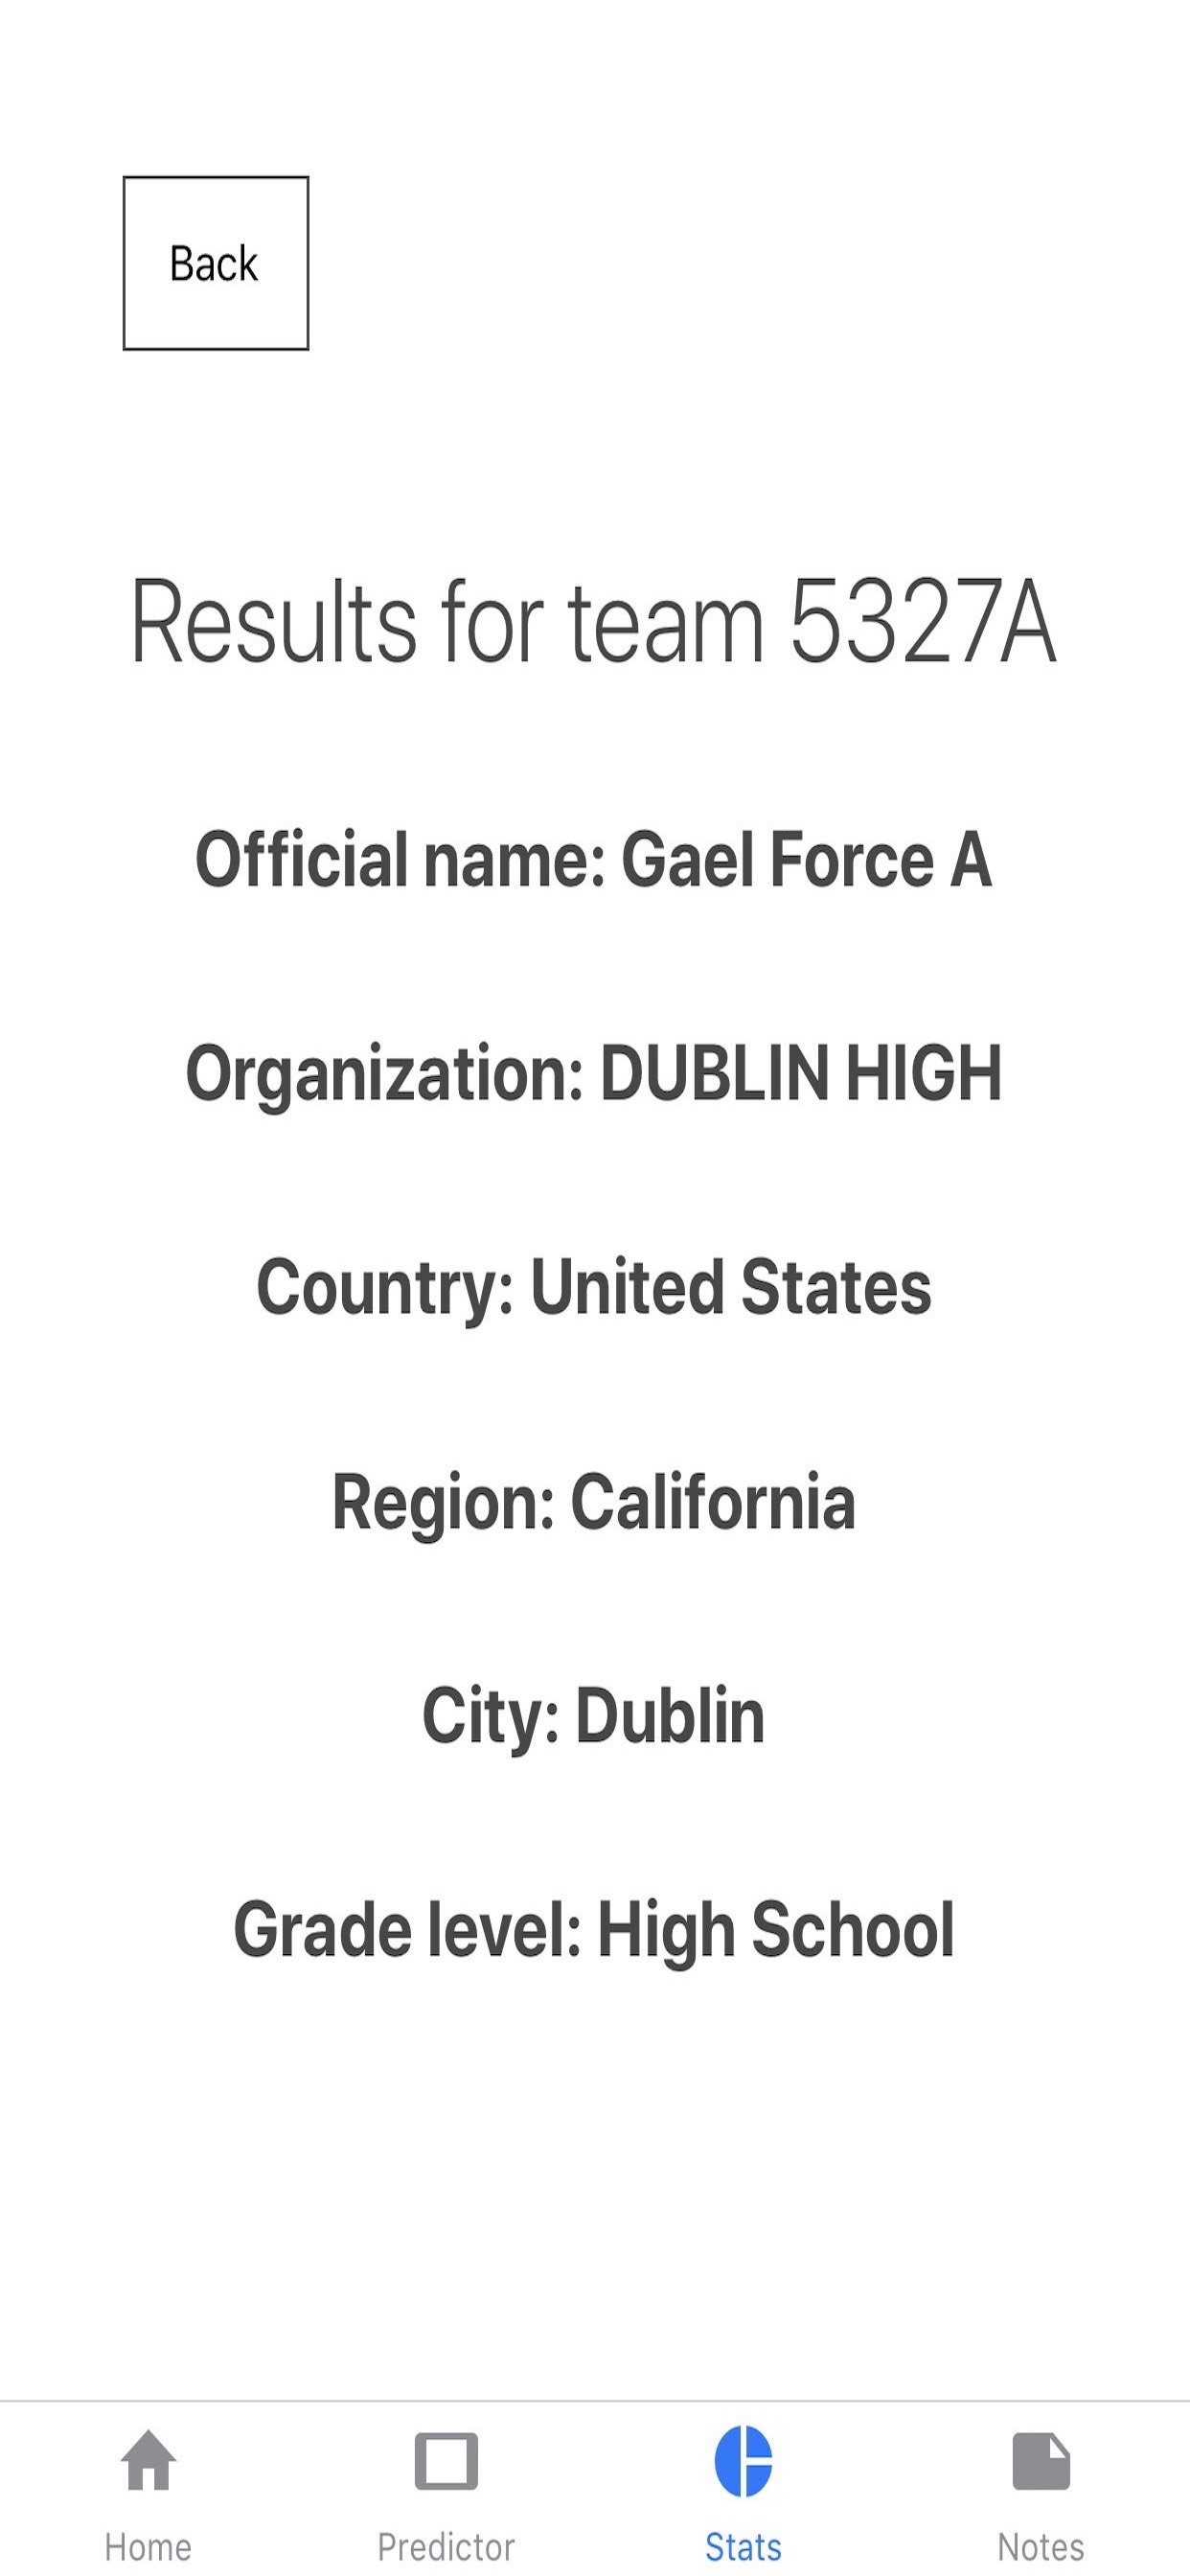 Back
Results for team 5327A
Official name: Gael Force A
Organization: DUBLIN HIGH
Country: United States
Region: California
City: Dublin
Grade level: High School
Home
Predictor
Stats
Notes